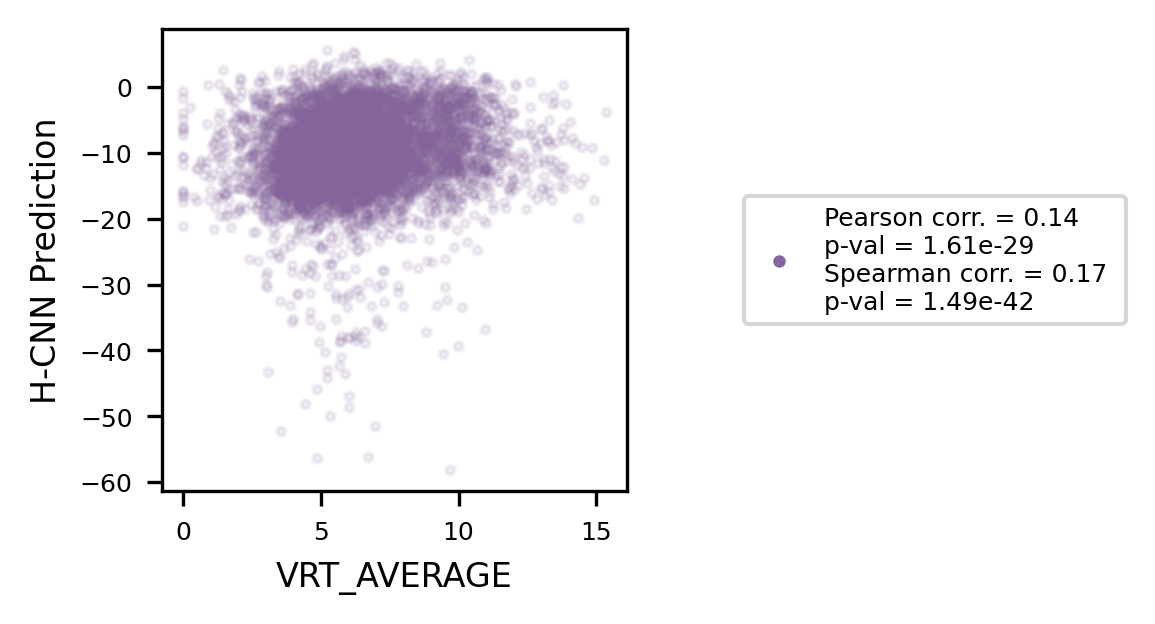 0
−10
−20
−30
−40
−50
−60
H-CNN Prediction
0 5 10 15
VRT_AVERAGE
Pearson corr. = 0.14
p-val = 1.61e-29
Spearman corr. = 0.17
p-val = 1.49e-42